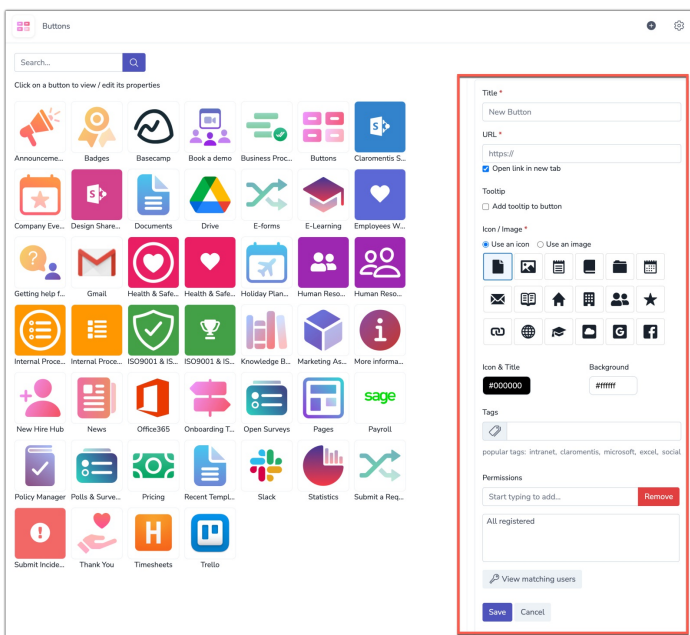 Buttons
Search...
Click on a button to view / edit its properties
Announceme... Badges Basecamp Book a demo Business Proc... Buttons Claromentis S...
Company Eve... Design Share... Documents Drive E-forms E-Learning Employees W...
Getting help f... Gmail Health & Safe... Health & Safe... Holiday Plan... Human Reso... Human Reso...
Internal Proce... Internal Proce... ISO9001 & IS... ISO9001 & IS... Knowledge B... Marketing As... More informa...
sage
New Hire Hub News Office365 Onboarding T... Open Surveys Pages Payroll
Policy Manager Polls & Surve... Pricing Recent Templ... Slack Statistics Submit a Req...
H
Submit Incide... Thank You Timesheets Trello
Title *
New Button
URL *
https://
Open link in new tab
Tooltip
Add tooltip to button
Icon / Image *
Use an icon Use an image
Icon & Title Background
#000000 #ffffff
Tags
popular tags: intranet, claromentis, microsoft, excel, social
Permissions
Start typing to add... Remove
All registered
View matching users
Save Cancel